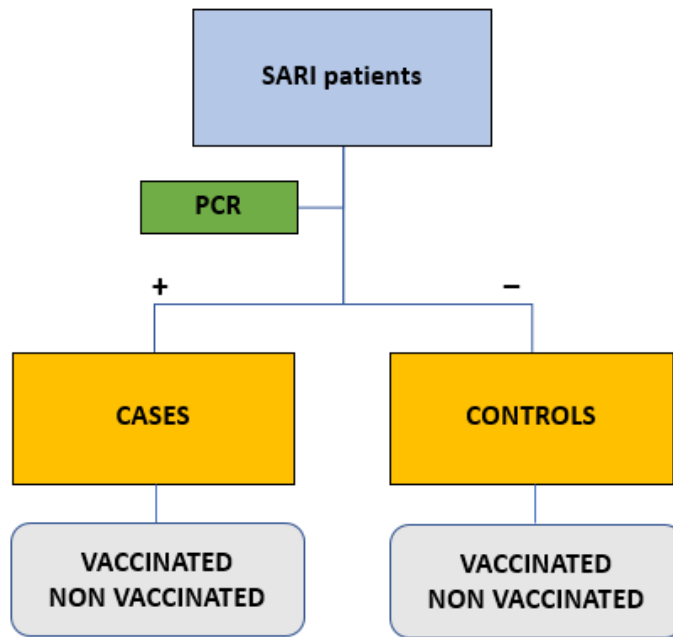 SARI patients
PCR
+
–
CASES
CONTROLS
VACCINATED
NON VACCINATED
VACCINATED
NON VACCINATED